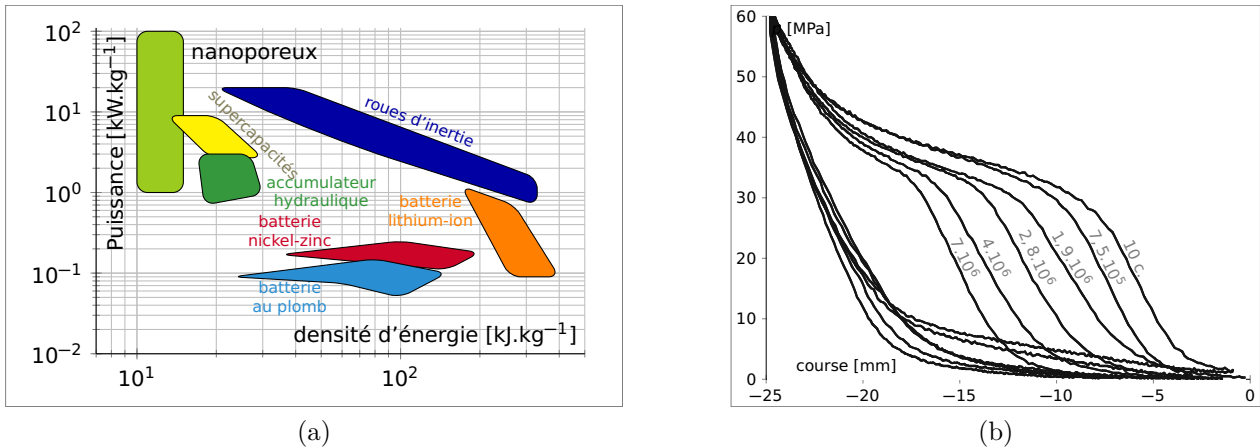 10²
10¹
10⁰
10⁻¹
10⁻²
Puissance [kW.kg⁻¹]
nanoporeux
supercapacités
roues d'inertie
accumulateur
hydraulique
batterie
lithium-ion
batterie
nickel-zinc
batterie
au plomb
densité d'énergie [kJ.kg⁻¹]
10¹
10²
(a)
60
50
40
30
20
10
0
[MPa]
7.10⁶
4.10⁶
2, 8.10⁶
1, 9.10⁶
7, 5.10⁵
10 c.
course [mm]
−25
−20
−15
−10
−5
0
(b)